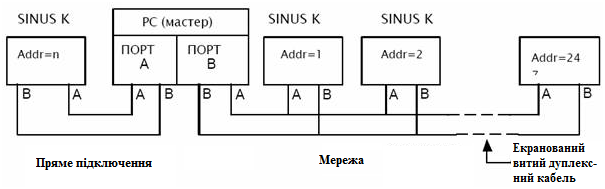 SINUS K
PC (мастер)
SINUS K
SINUS K
Addr=n
ПОРТ
A
ПОРТ
B
Addr=1
Addr=2
Addr=24
7
B
A
A
B
B
A
A
B
A
B
A
B
Пряме підключення
Мережа
Екранований
витий дуплекс-
ний кабель